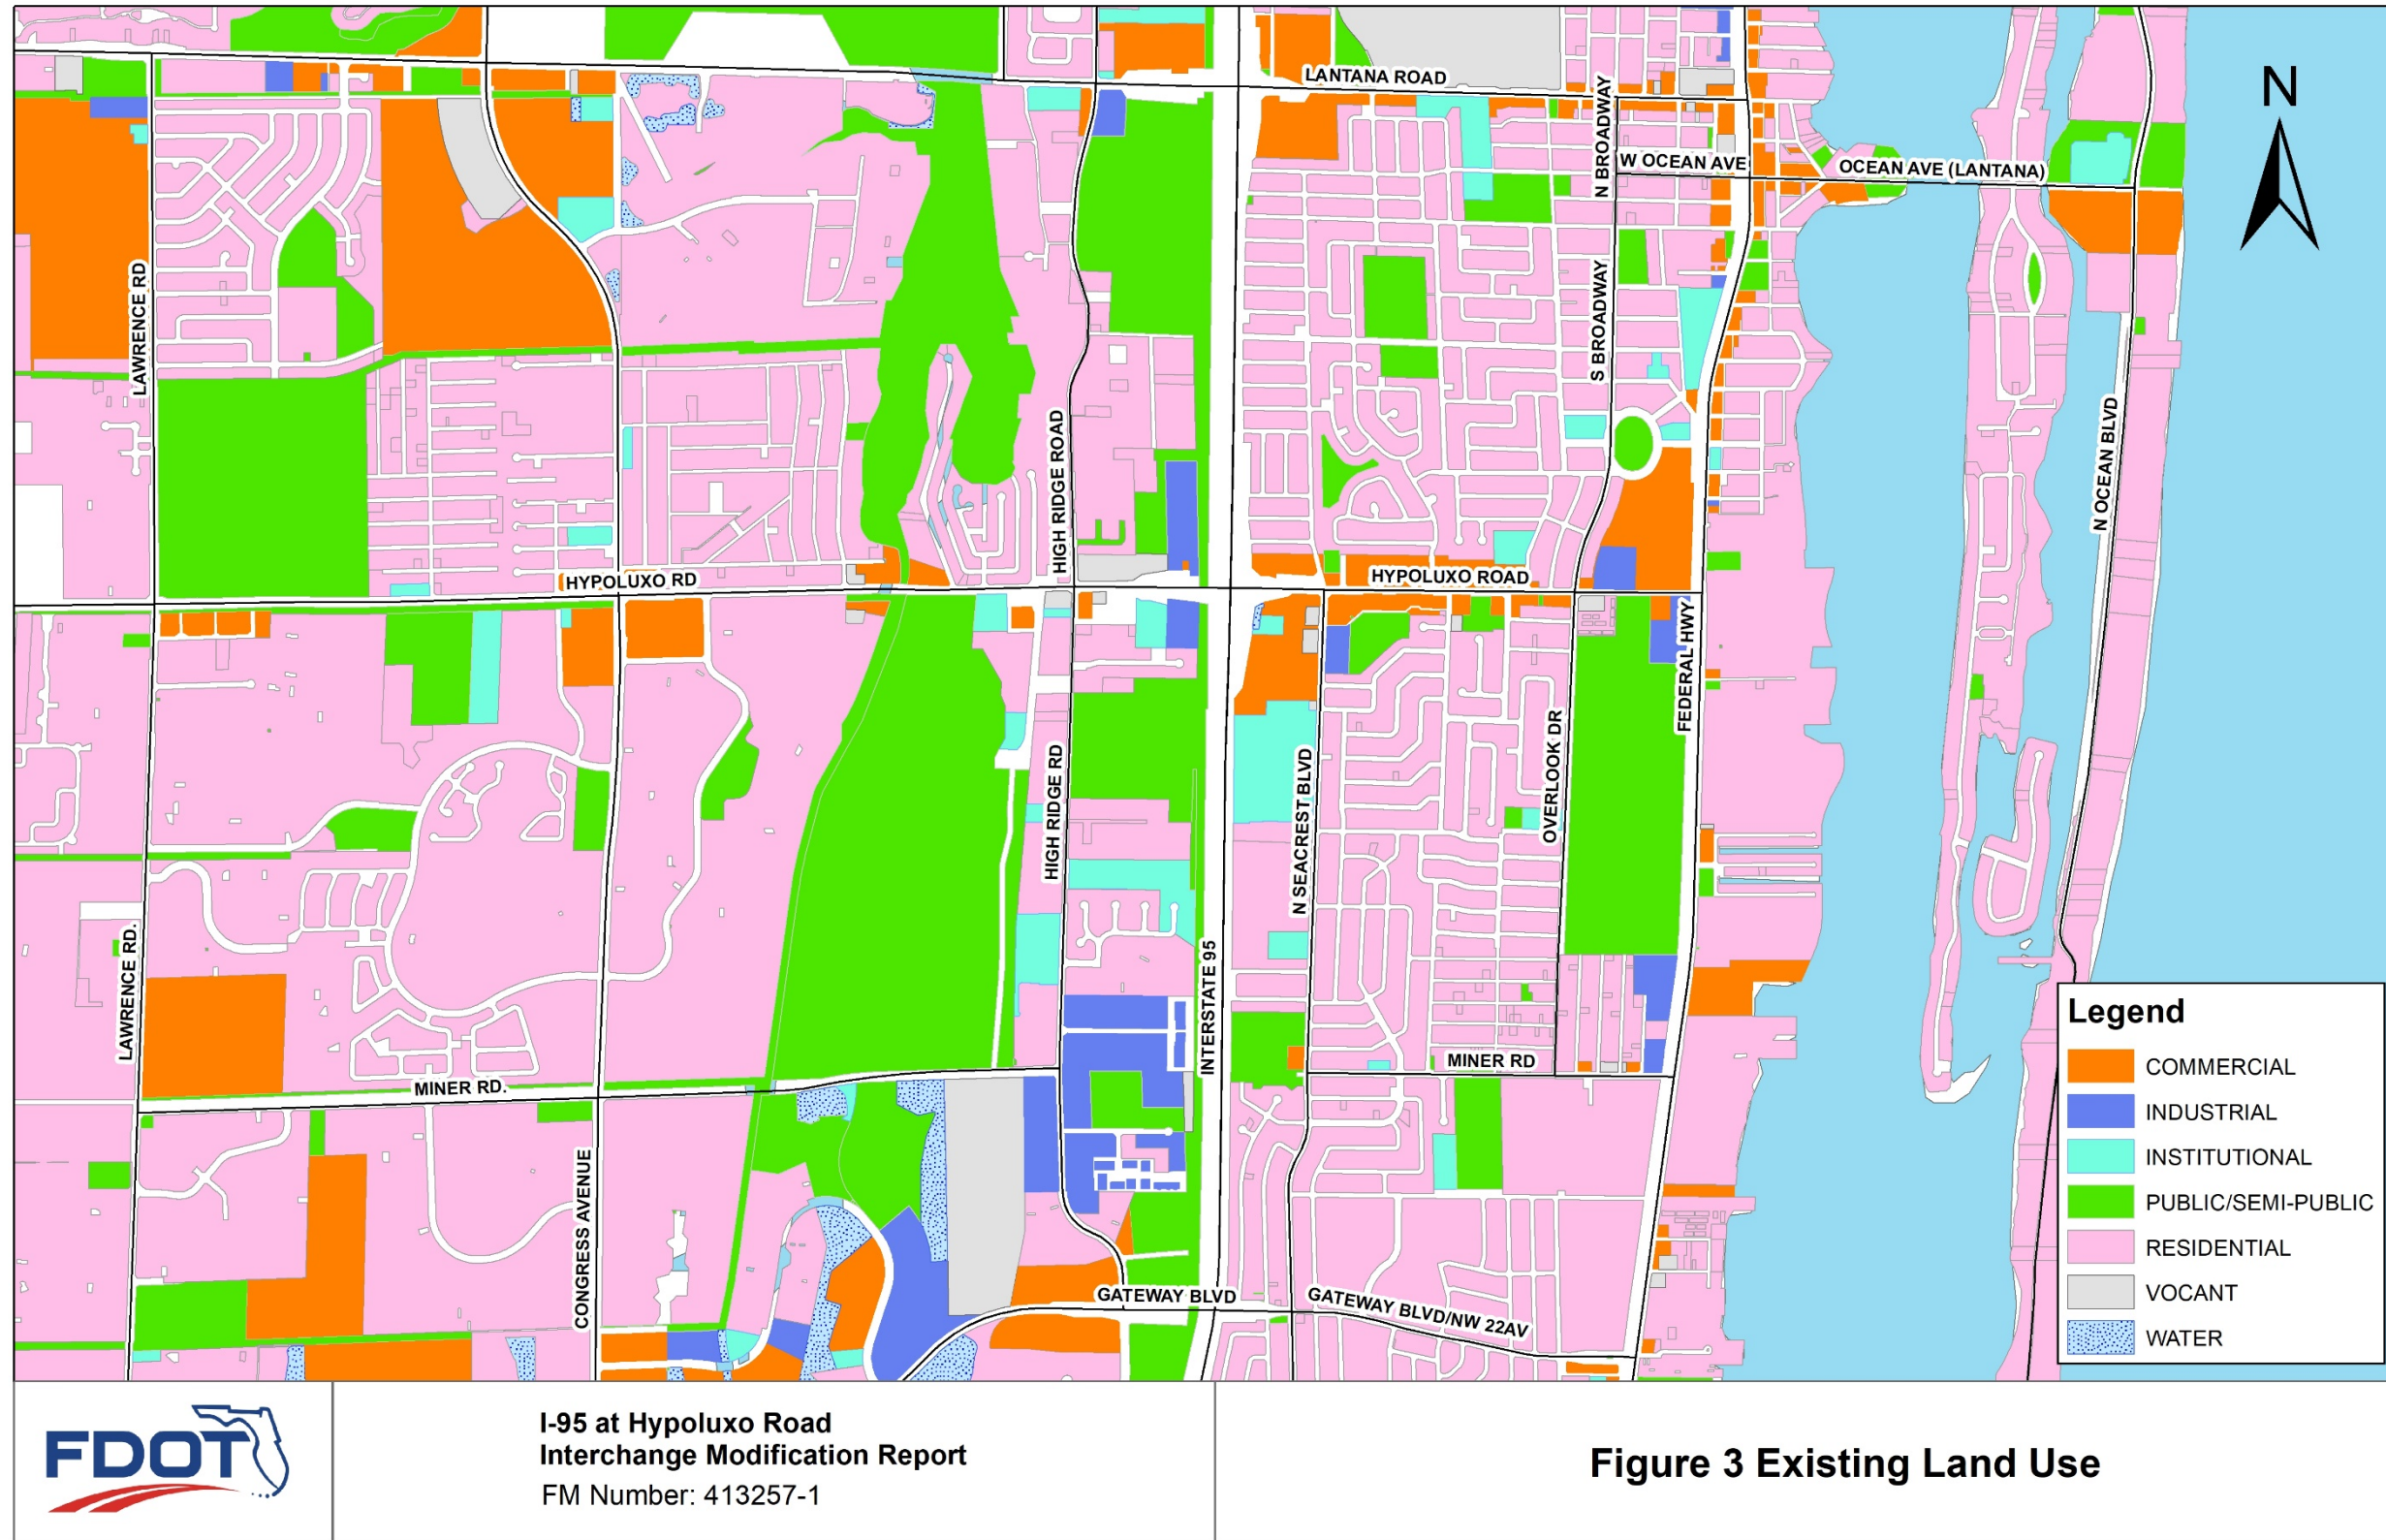 LANTANA ROAD
N
N BROADWAY
W OCEAN AVE
OCEAN AVE (LANTANA)
LAWRENCE RD
S BROADWAY
HIGH RIDGE ROAD
N OCEAN BLVD
HYPOLUXO RD
HYPOLUXO ROAD
FEDERAL HWY
HIGH RIDGE RD
N SEACREST BLVD
OVERLOOK DR
LAWRENCE RD.
INTERSTATE 95
MINER RD.
MINER RD
CONGRESS AVENUE
GATEWAY BLVD
GATEWAY BLVD/NW 22AV
Legend
COMMERCIAL
INDUSTRIAL
INSTITUTIONAL
PUBLIC/SEMI-PUBLIC
RESIDENTIAL
VOCANT
WATER
FDOT
I-95 at Hypoluxo Road
Interchange Modification Report
FM Number: 413257-1
Figure 3 Existing Land Use